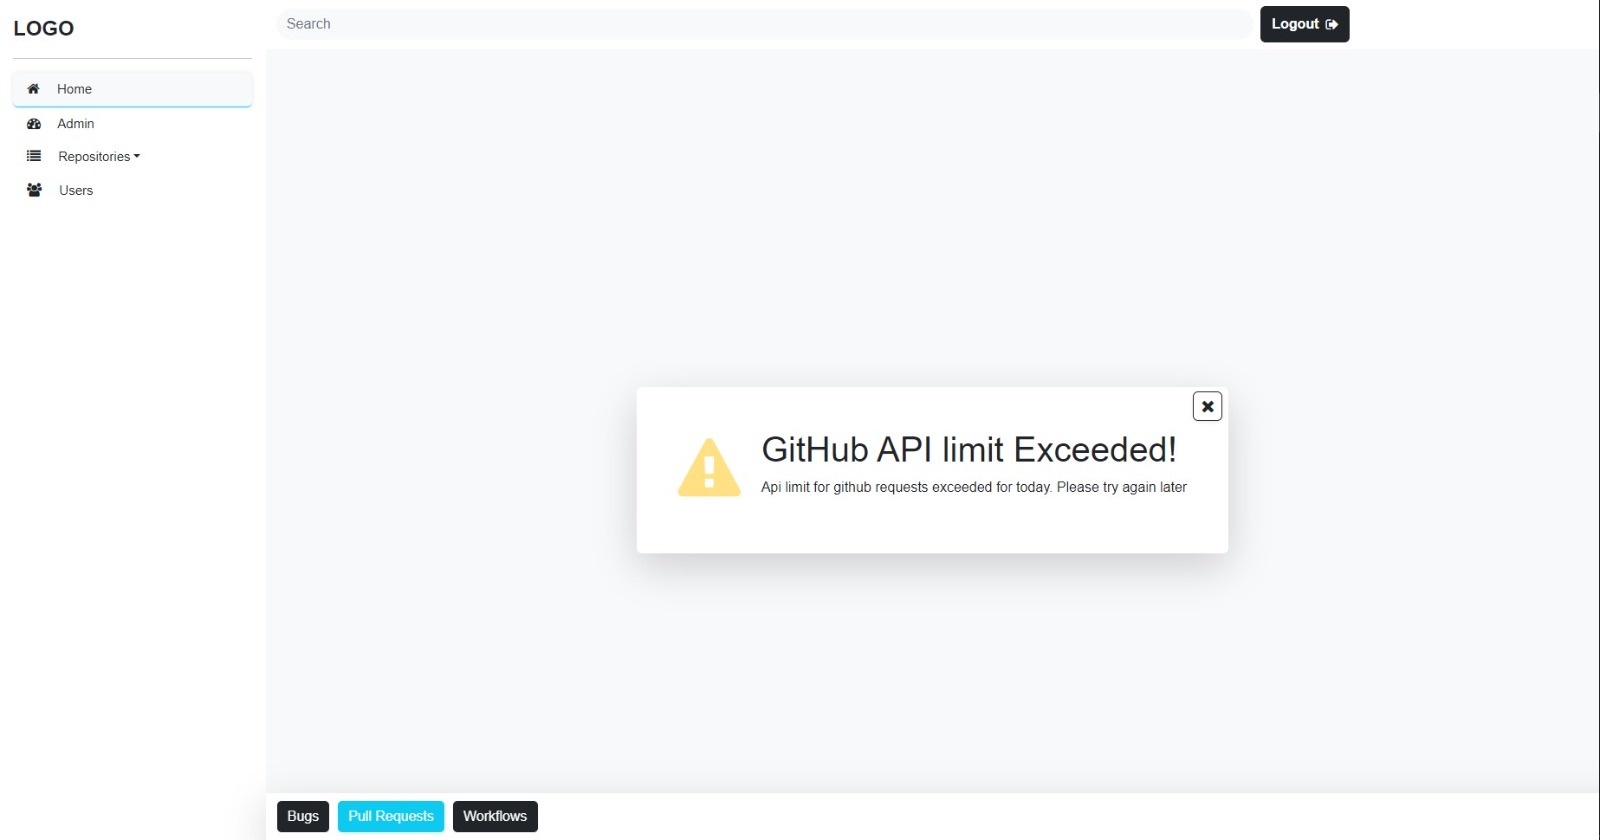 LOGO
Search
Logout
Home
Admin
Repositories
Users
GitHub API limit Exceeded!
Api limit for github requests exceeded for today. Please try again later
Bugs
Pull Requests
Workflows